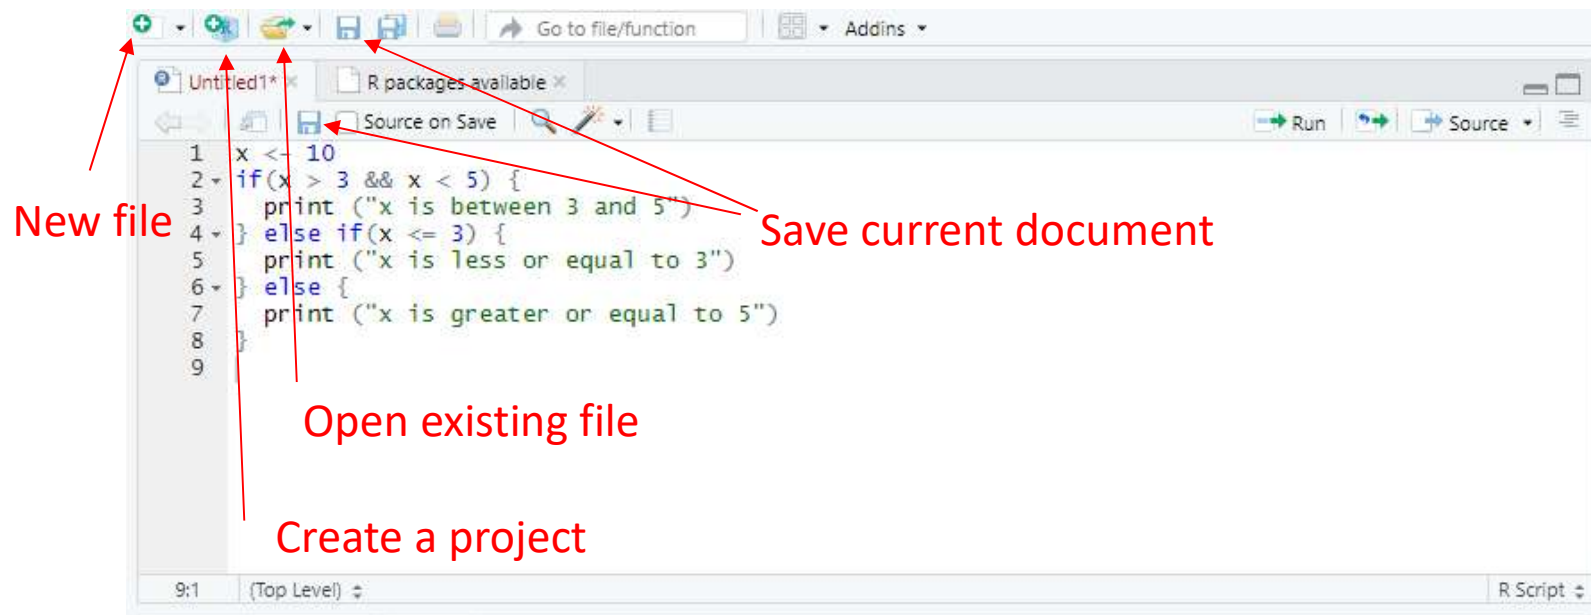 Go to file/function Addins
Untitled1* R packages available
Source on Save Run Source
1 x <- 10
2 if(x > 3 && x < 5) {
3 print ("x is between 3 and 5")
4 } else if(x <= 3) {
5 print ("x is less or equal to 3")
6 } else {
7 print ("x is greater or equal to 5")
8 }
9
New file
Save current document
Open existing file
Create a project
9:1 (Top Level) R Script